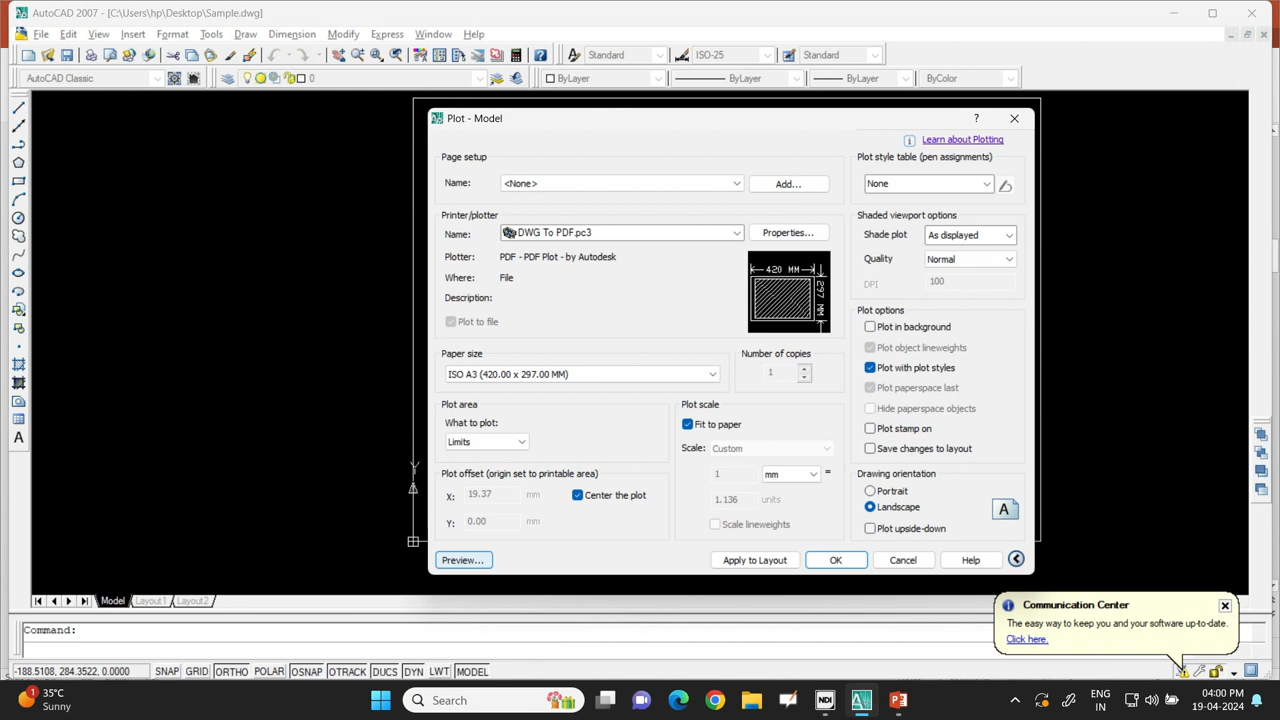 AutoCAD 2007 - [C:\Users\hp\Desktop\Sample.dwg]
File Edit View Insert Format Tools Draw Dimension Modify Express Window Help
Standard ISO-25 Standard
AutoCAD Classic 0 ByLayer ByLayer ByLayer ByColor
Plot - Model
Learn about Plotting
Page setup
Name: <None> Add...
Plot style table (pen assignments)
None
Printer/plotter
Name: DWG To PDF.pc3 Properties...
Plotter: PDF - PDF Plot - by Autodesk
Where: File
Description:
Plot to file
420 MM
297 MM
Shaded viewport options
Shade plot As displayed
Quality Normal
DPI 100
Paper size
ISO A3 (420.00 x 297.00 MM)
Number of copies
1
Plot options
Plot in background
Plot object lineweights
Plot with plot styles
Plot paperspace last
Hide paperspace objects
Plot stamp on
Save changes to layout
Plot area
What to plot:
Limits
Plot scale
Fit to paper
Scale: Custom
1 mm =
1.136 units
Scale lineweights
Plot offset (origin set to printable area)
X: 19.37 mm Center the plot
Y: 0.00 mm
Drawing orientation
Portrait
Landscape
A
Plot upside-down
Preview... Apply to Layout OK Cancel Help
Y
A
Model Layout1 Layout2
Command:
Communication Center
The easy way to keep you and your software up-to-date.
Click here.
-188.5108, 284.3522, 0.0000 SNAP GRID ORTHO POLAR OSNAP OTRACK DUCS DYN LWT MODEL
1
35°C
Sunny
Search
ENG
IN
04:00 PM
19-04-2024